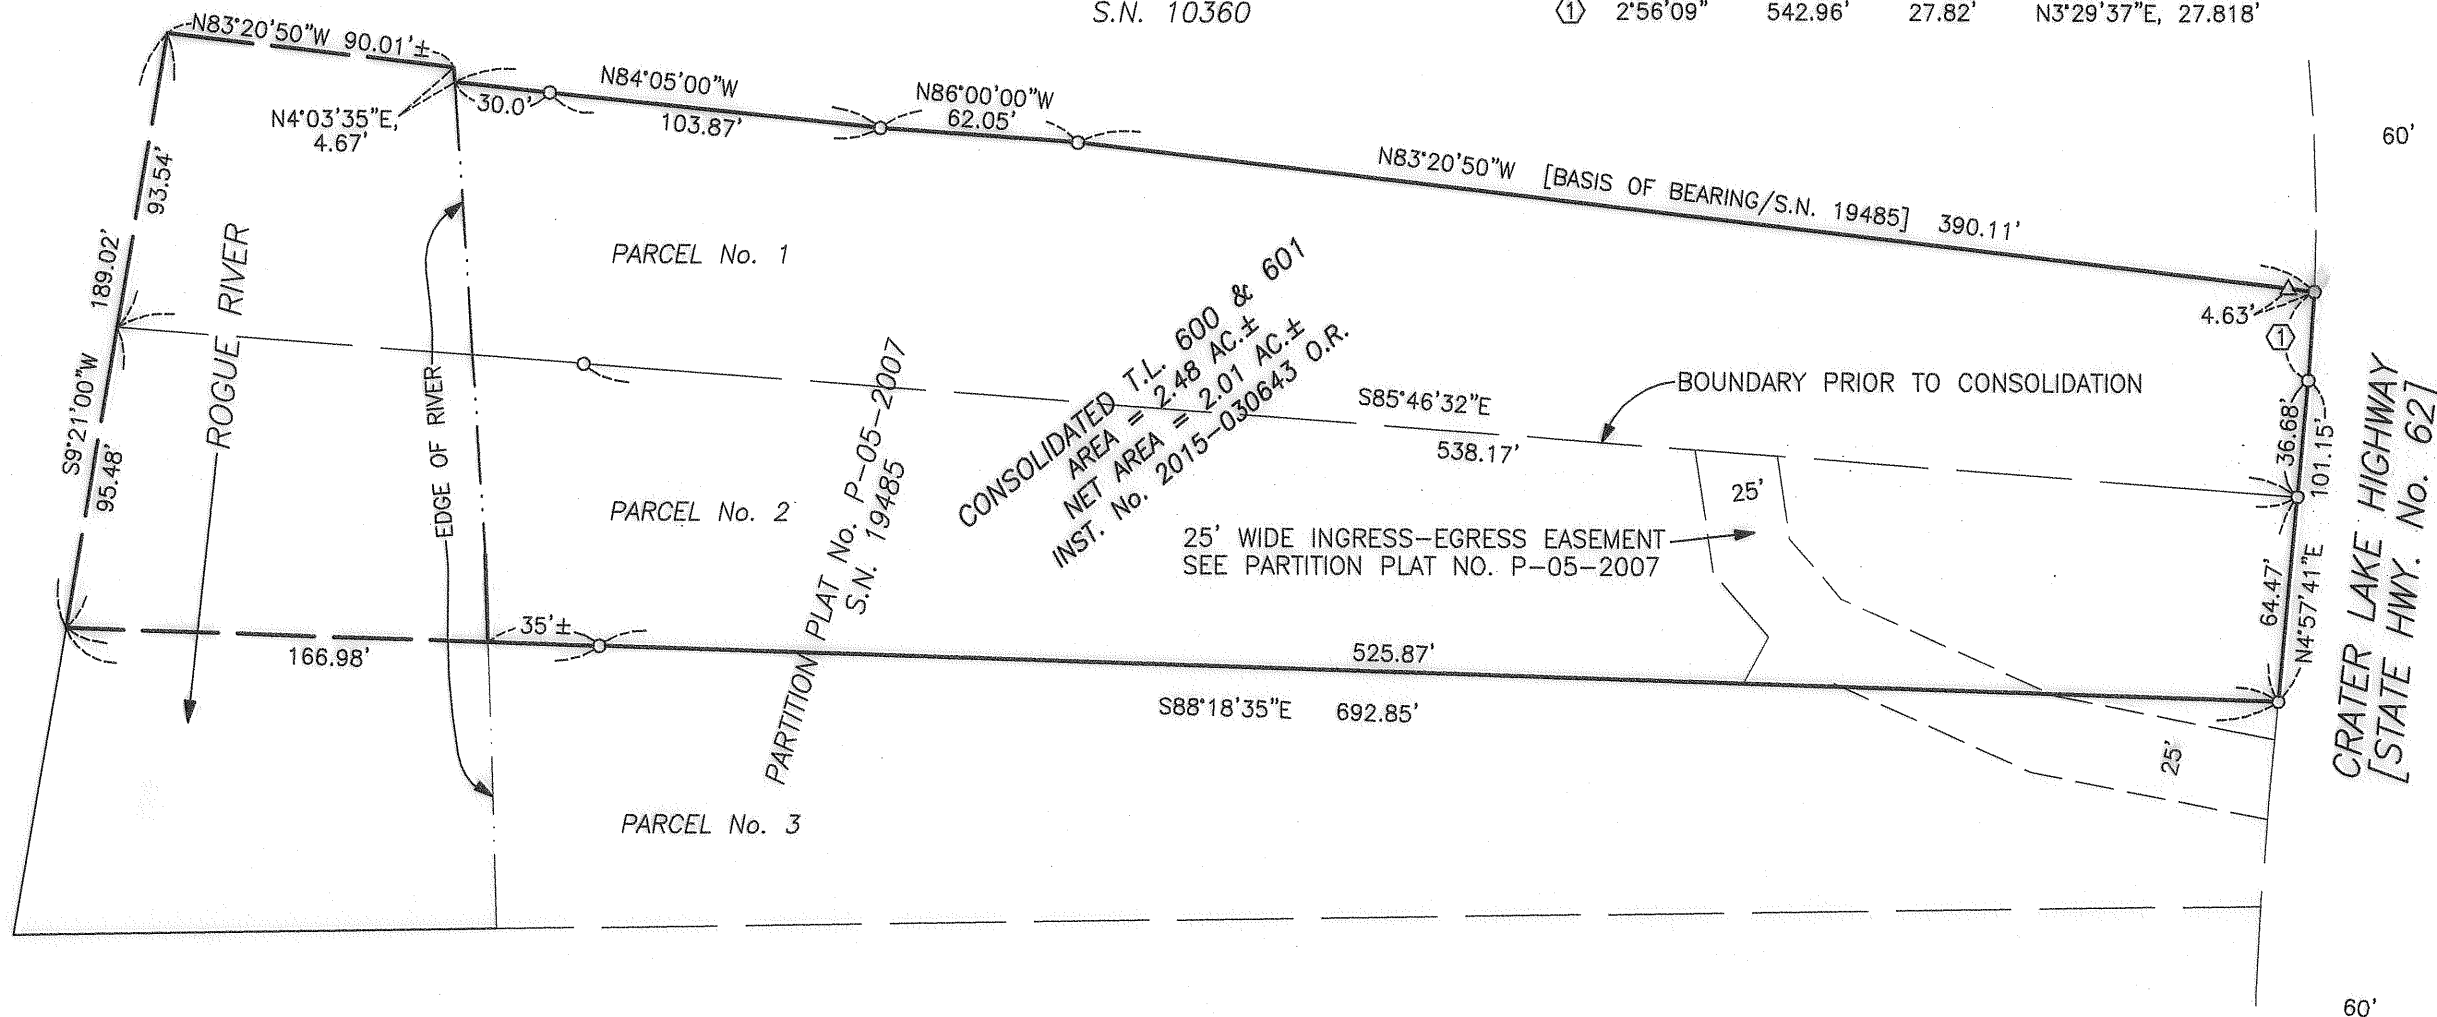 S.N. 10360
1 2°56'09" 542.96' 27.82' N3°29'37"E, 27.818'
N83°20'50"W 90.01'±
N4°03'35"E,
4.67'
30.0'
N84°05'00"W
103.87'
N86°00'00"W
62.05'
N83°20'50"W [BASIS OF BEARING/S.N. 19485] 390.11'
60'
93.54'
189.02'
S9°21'00"W
95.48'
ROGUE RIVER
EDGE OF RIVER
PARCEL No. 1
CONSOLIDATED T.L. 600 & 601
AREA = 2.48 AC.±
NET AREA = 2.01 AC.±
INST. No. 2015-030643 O.R.
4.63'
1
BOUNDARY PRIOR TO CONSOLIDATION
S85°46'32"E
538.17'
36.68'
101.15'
CRATER LAKE HIGHWAY
[STATE HWY. No. 62]
PARCEL No. 2
PARTITION PLAT No. P-05-2007
S.N. 19485
25'
25' WIDE INGRESS-EGRESS EASEMENT
SEE PARTITION PLAT NO. P-05-2007
64.47'
N4°57'41"E
35'±
166.98'
525.87'
S88°18'35"E 692.85'
25'
PARCEL No. 3
60'